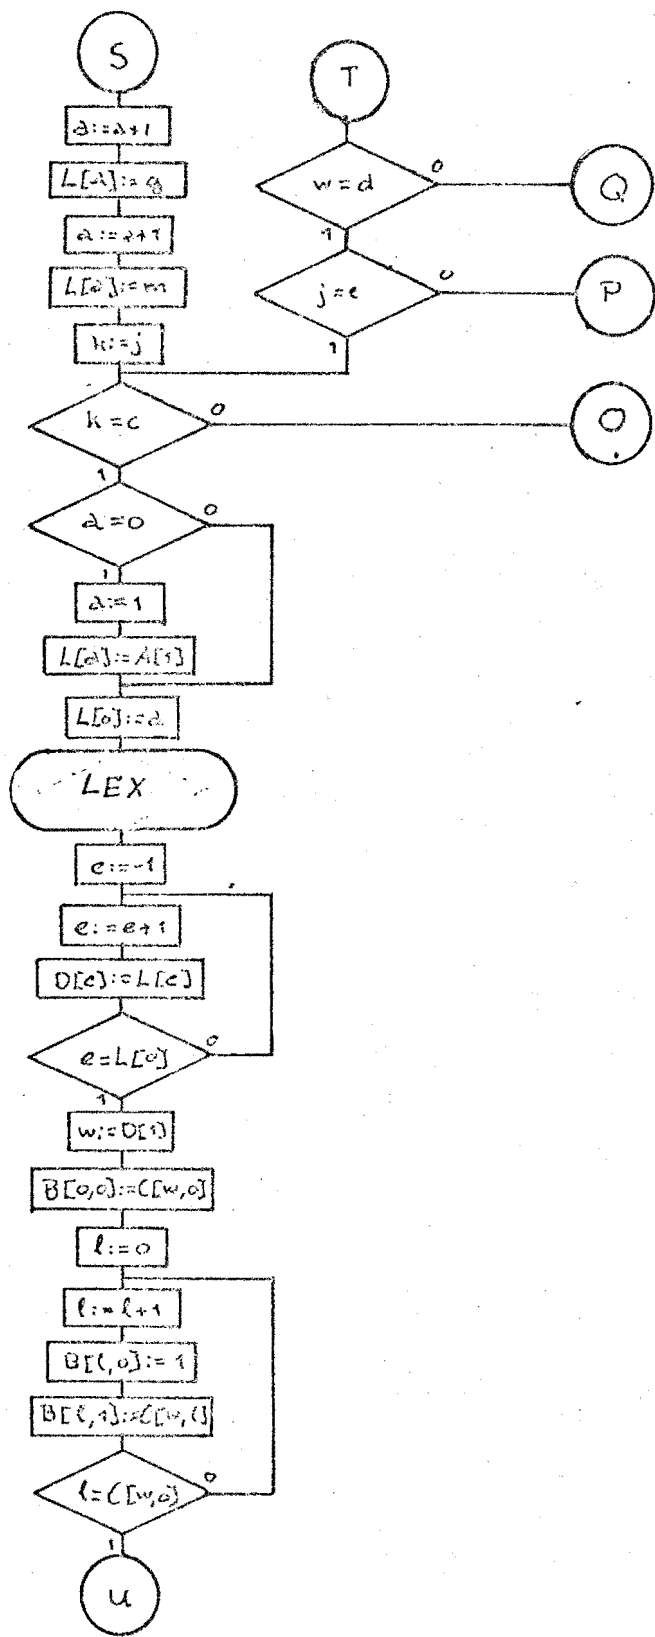 S
a:=a+1
L[a]:=g
a:=a+1
L[a]:=m
k:=j
T
w=d
0
Q
1
j=e
0
P
1
k=c
0
O
1
a=0
0
1
a:=1
L[a]:=A[1]
L[0]:=a
LEX
e:=-1
e:=e+1
D[e]:=L[e]
e=L[0]
0
1
w:=D[1]
B[0,0]:=C[w,0]
l:=0
l:=l+1
B[l,0]:=1
B[l,1]:=C[w,l]
l=C[w,0]
0
1
U